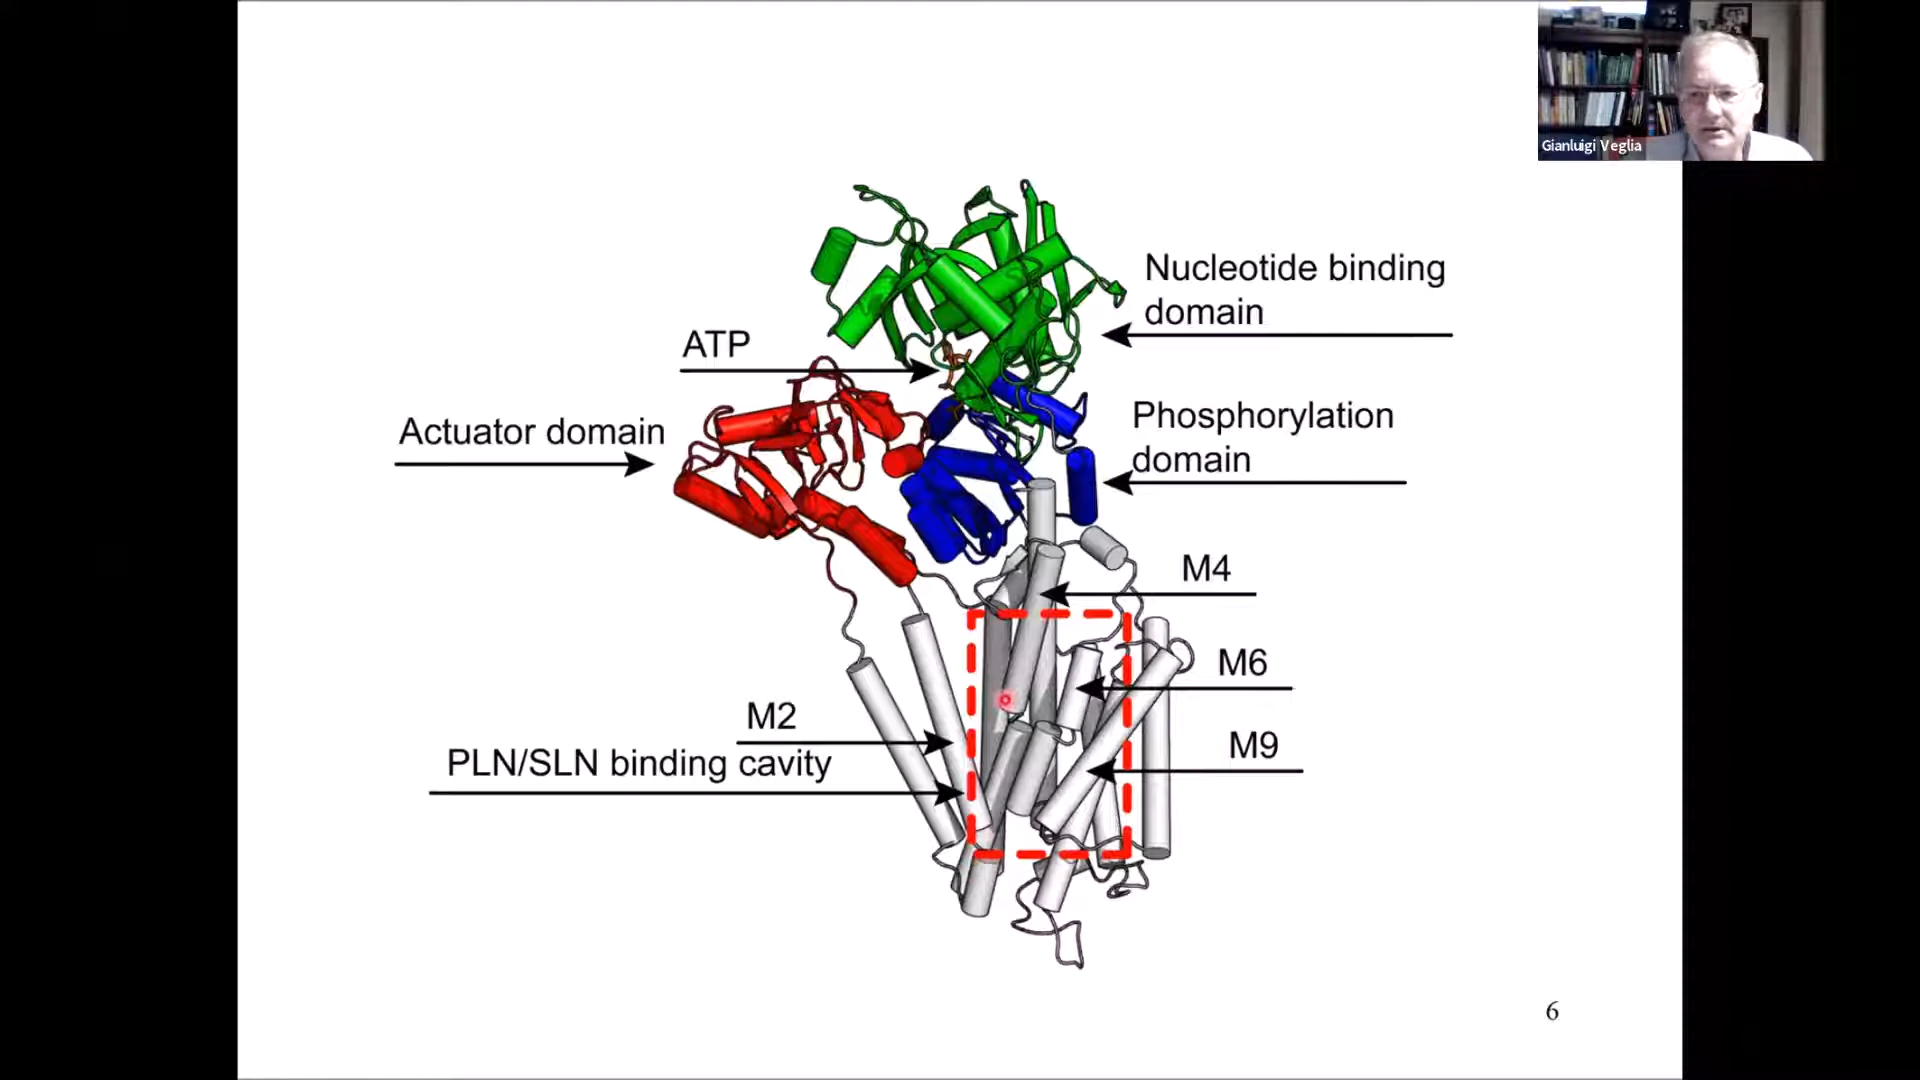 Gianluigi Veglia
Nucleotide binding
domain
ATP
Actuator domain
Phosphorylation
domain
M4
M6
M2
M9
PLN/SLN binding cavity
6